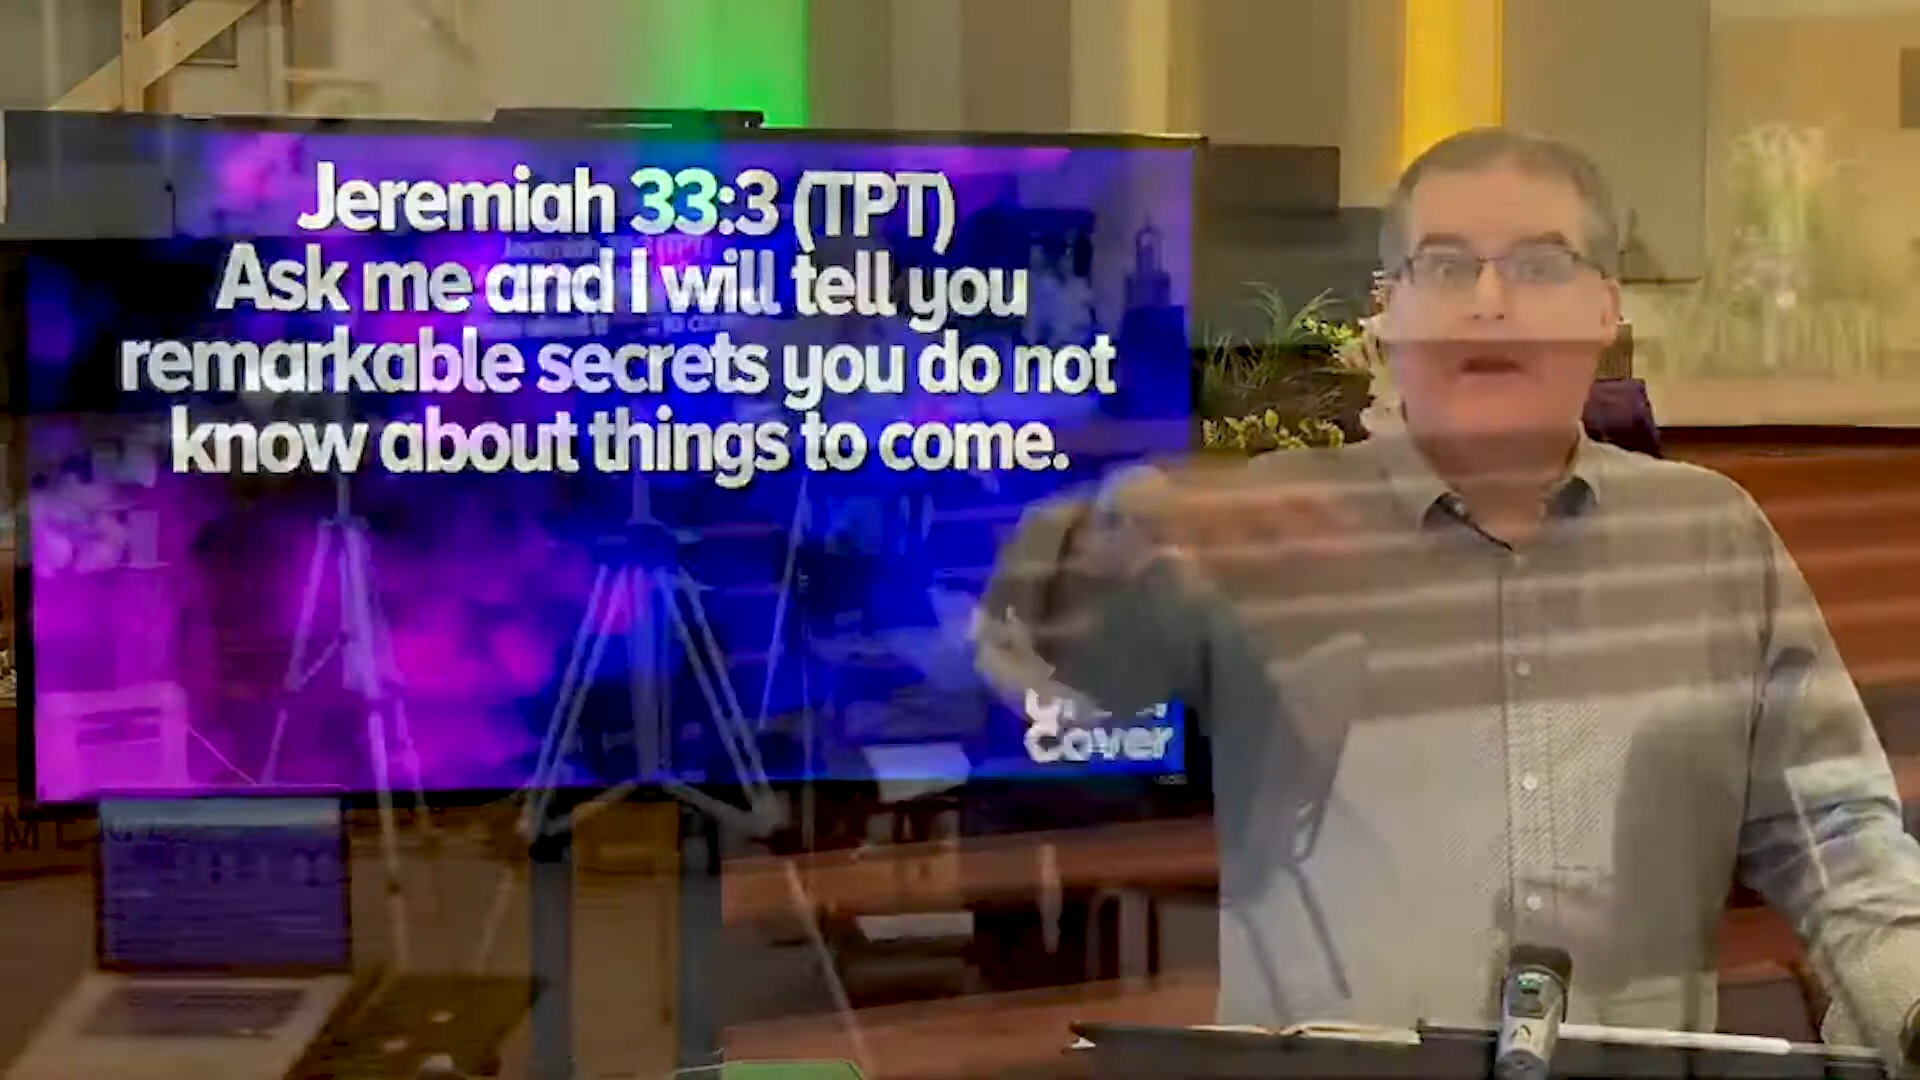 Jeremiah 33:3 (TPT)
Ask me and I will tell you
remarkable secrets you do not
know about things to come.
Cover